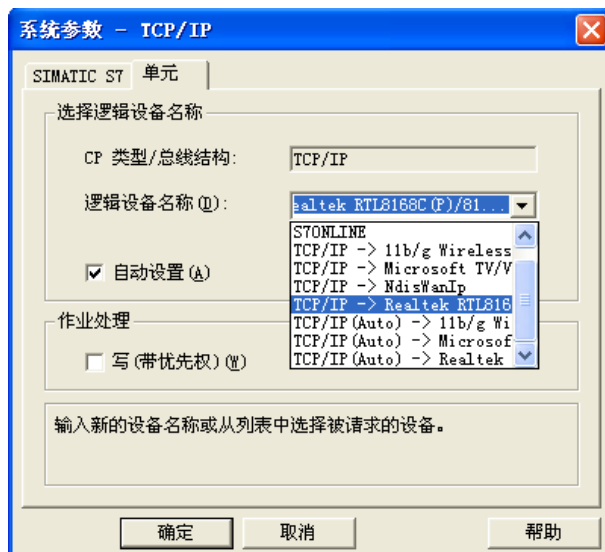 系统参数 - TCP/IP
SIMATIC S7 单元
选择逻辑设备名称
CP 类型/总线结构: TCP/IP
逻辑设备名称(D): ealtek RTL8168C(P)/81...
S7ONLINE
TCP/IP -> 11b/g Wireless
TCP/IP -> Microsoft TV/V
自动设置(A)
TCP/IP -> NdisWanIp
TCP/IP -> Realtek RTL816
作业处理
TCP/IP(Auto) -> 11b/g Wi
TCP/IP(Auto) -> Microsof
写(带优先权)(W)
TCP/IP(Auto) -> Realtek
输入新的设备名称或从列表中选择被请求的设备。
确定 取消 帮助